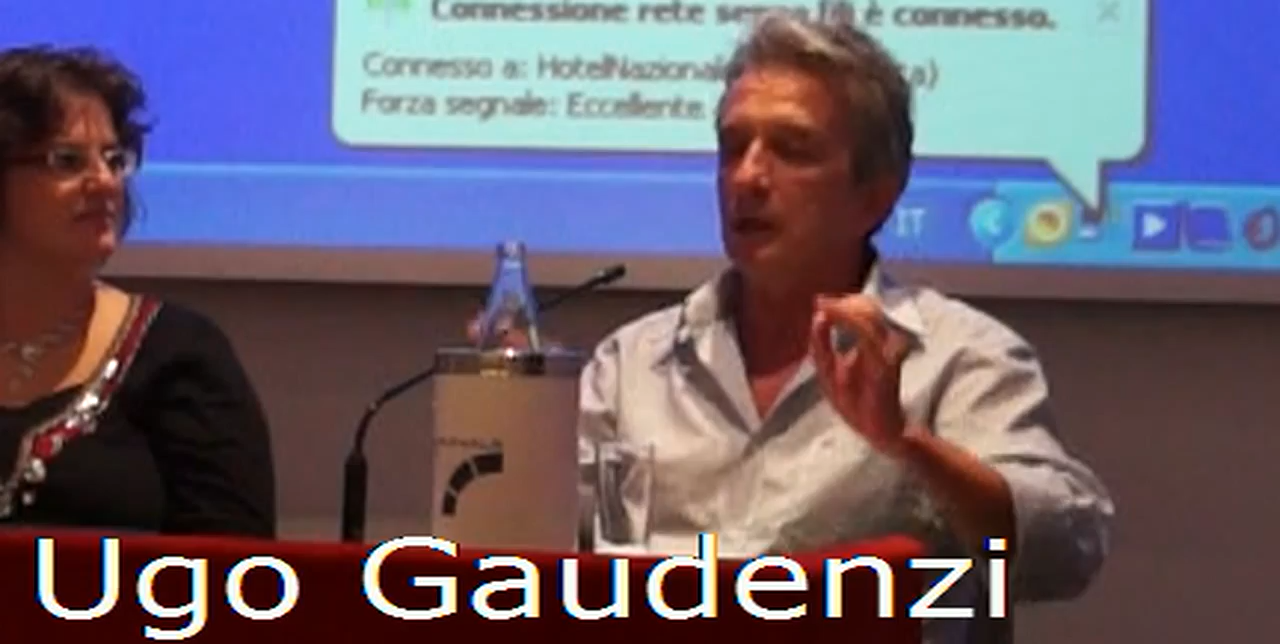 Connessione rete senza fili è connesso.
Connesso a: HotelNazionale
Forza segnale: Eccellente
IT
Ugo Gaudenzi